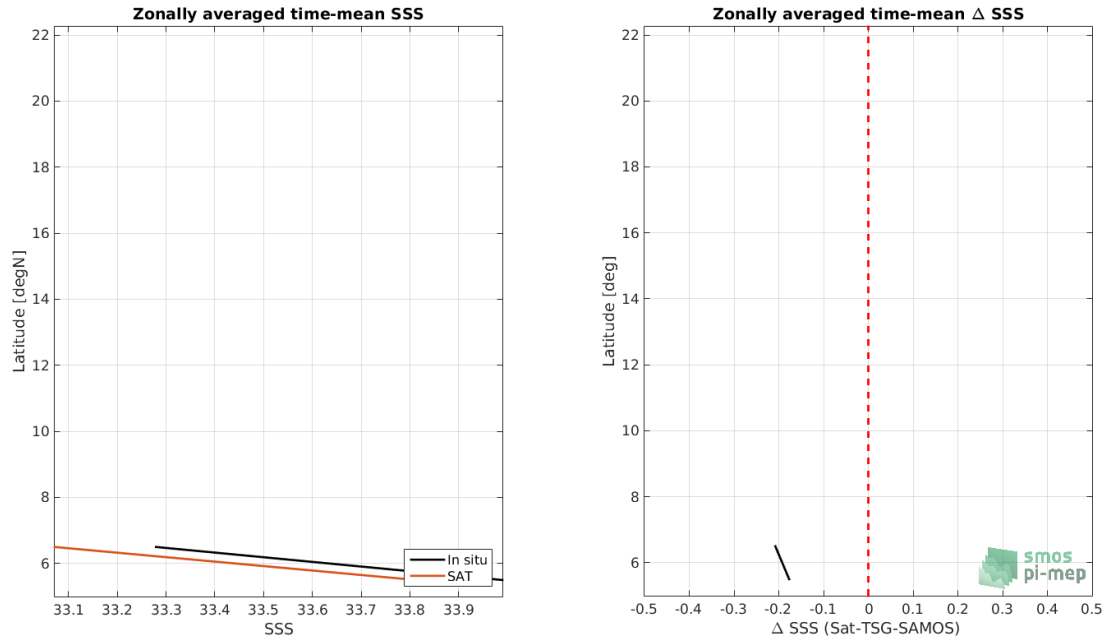 Zonally averaged time-mean SSS
22
20
18
16
14
12
10
8
6
Latitude [degN]
In situ
SAT
33.1 33.2 33.3 33.4 33.5 33.6 33.7 33.8 33.9
SSS
Zonally averaged time-mean Δ SSS
22
20
18
16
14
12
10
8
6
Latitude [deg]
smos
pi-mep
-0.5 -0.4 -0.3 -0.2 -0.1 0 0.1 0.2 0.3 0.4 0.5
Δ SSS (Sat-TSG-SAMOS)